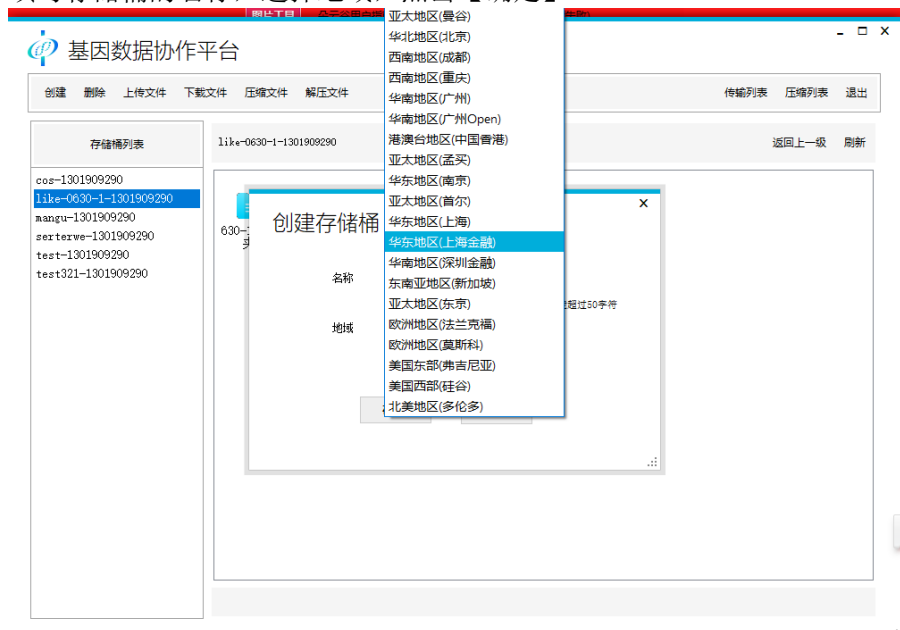 图片工具
基因数据协作平台
创建 删除 上传文件 下载文件 压缩文件 解压文件 传输列表 压缩列表 退出
存储桶列表
like-0630-1-1301909290
返回上一级 刷新
cos-1301909290
like-0630-1-1301909290
mangu-1301909290
serterwe-1301909290
test-1301909290
test321-1301909290
创建存储桶
名称
超过50字符
地域
亚太地区(曼谷)
华北地区(北京)
西南地区(成都)
西南地区(重庆)
华南地区(广州)
华南地区(广州Open)
港澳台地区(中国香港)
亚太地区(孟买)
华东地区(南京)
亚太地区(首尔)
华东地区(上海)
华东地区(上海金融)
华南地区(深圳金融)
东南亚地区(新加坡)
亚太地区(东京)
欧洲地区(法兰克福)
欧洲地区(莫斯科)
美国东部(弗吉尼亚)
美国西部(硅谷)
北美地区(多伦多)